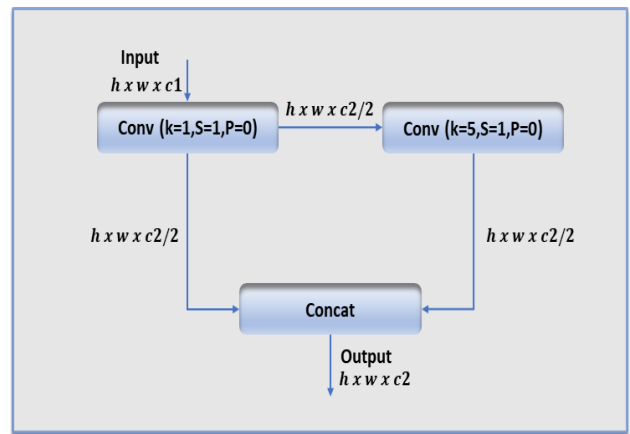 Input
h x w x c1
h x w x c2/2
Conv (k=1,S=1,P=0)
Conv (k=5,S=1,P=0)
h x w x c2/2
h x w x c2/2
Concat
Output
h x w x c2